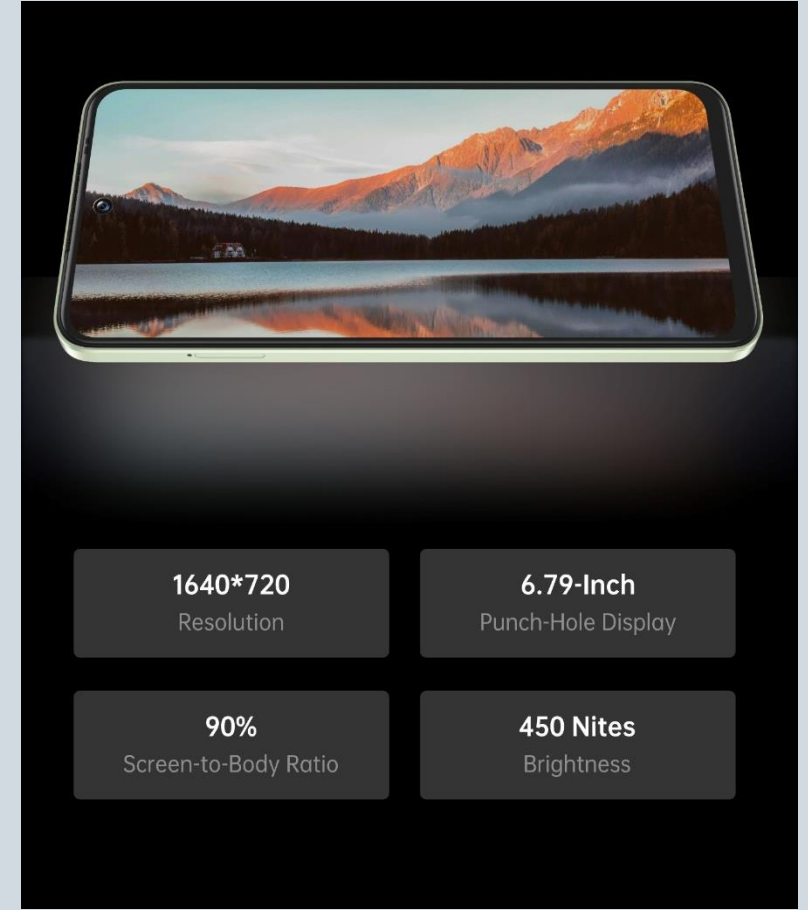 1640*720
Resolution
6.79-Inch
Punch-Hole Display
90%
Screen-to-Body Ratio
450 Nites
Brightness